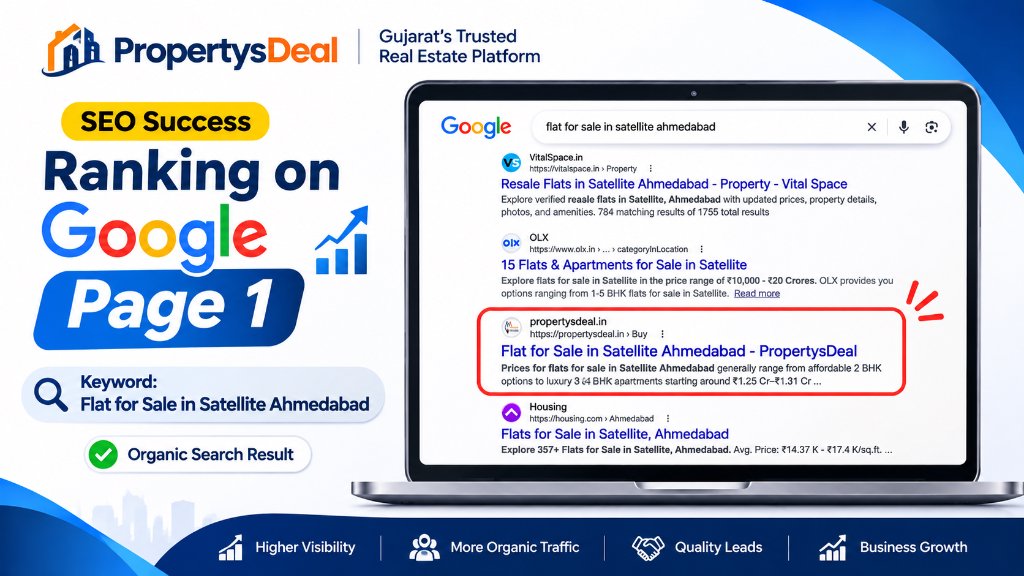 PropertysDeal
Gujarat's Trusted
Real Estate Platform
SEO Success
Ranking on
Google
Page 1
Keyword:
Flat for Sale in Satellite Ahmedabad
Organic Search Result
Google
flat for sale in satellite ahmedabad
VS
VitalSpace.in
https://vitalspace.in › Property
Resale Flats in Satellite Ahmedabad - Property - Vital Space
Explore verified resale flats in Satellite, Ahmedabad with updated prices, property details,
photos, and amenities. 784 matching results of 1755 total results
olx
OLX
https://www.olx.in › ... › categoryInLocation
15 Flats & Apartments for Sale in Satellite
Explore flats for sale in Satellite in the price range of ₹10,000 - ₹20 Crores. OLX provides you
options ranging from 1-5 BHK flats for sale in Satellite. Read more
propertysdeal.in
https://propertysdeal.in › Buy
Flat for Sale in Satellite Ahmedabad - PropertysDeal
Prices for flats for sale in Satellite Ahmedabad generally range from affordable 2 BHK
options to luxury 3 4 BHK apartments starting around ₹1.25 Cr–₹1.31 Cr ...
Housing
https://housing.com › Ahmedabad
Flats for Sale in Satellite, Ahmedabad
Explore 357+ Flats for Sale in Satellite, Ahmedabad. Avg. Price: ₹14.37 K - ₹17.4 K/sq.ft. ...
Higher Visibility
More Organic Traffic
Quality Leads
Business Growth